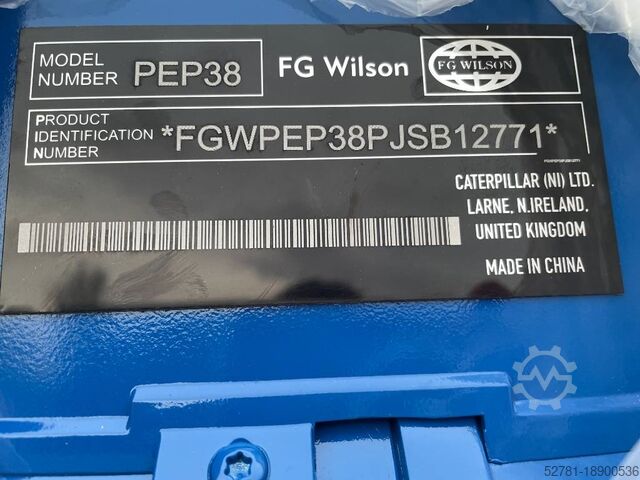 MODEL
NUMBER
PEP38
FG Wilson
FG WILSON
PRODUCT
IDENTIFICATION
NUMBER
*FGWPEP38PJSB12771*
FGWPEP38PJSB12771
CATERPILLAR (NI) LTD.
LARNE, N.IRELAND,
UNITED KINGDOM
MADE IN CHINA
52781-18900536